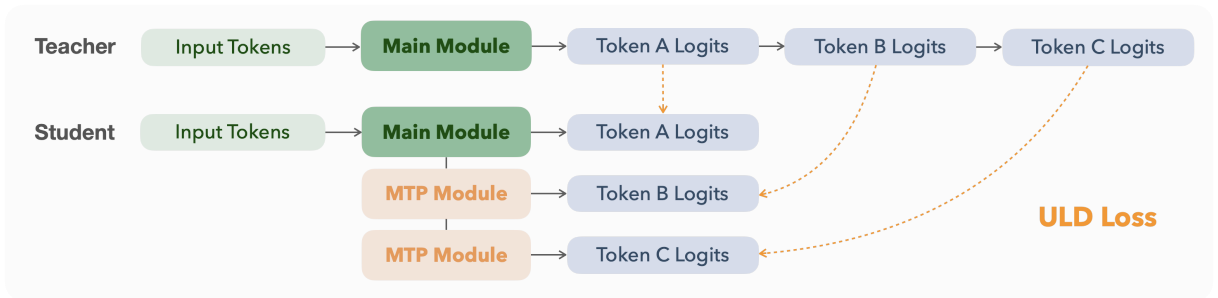 Teacher Input Tokens Main Module Token A Logits Token B Logits Token C Logits
Student Input Tokens Main Module Token A Logits
MTP Module Token B Logits
ULD Loss
MTP Module Token C Logits